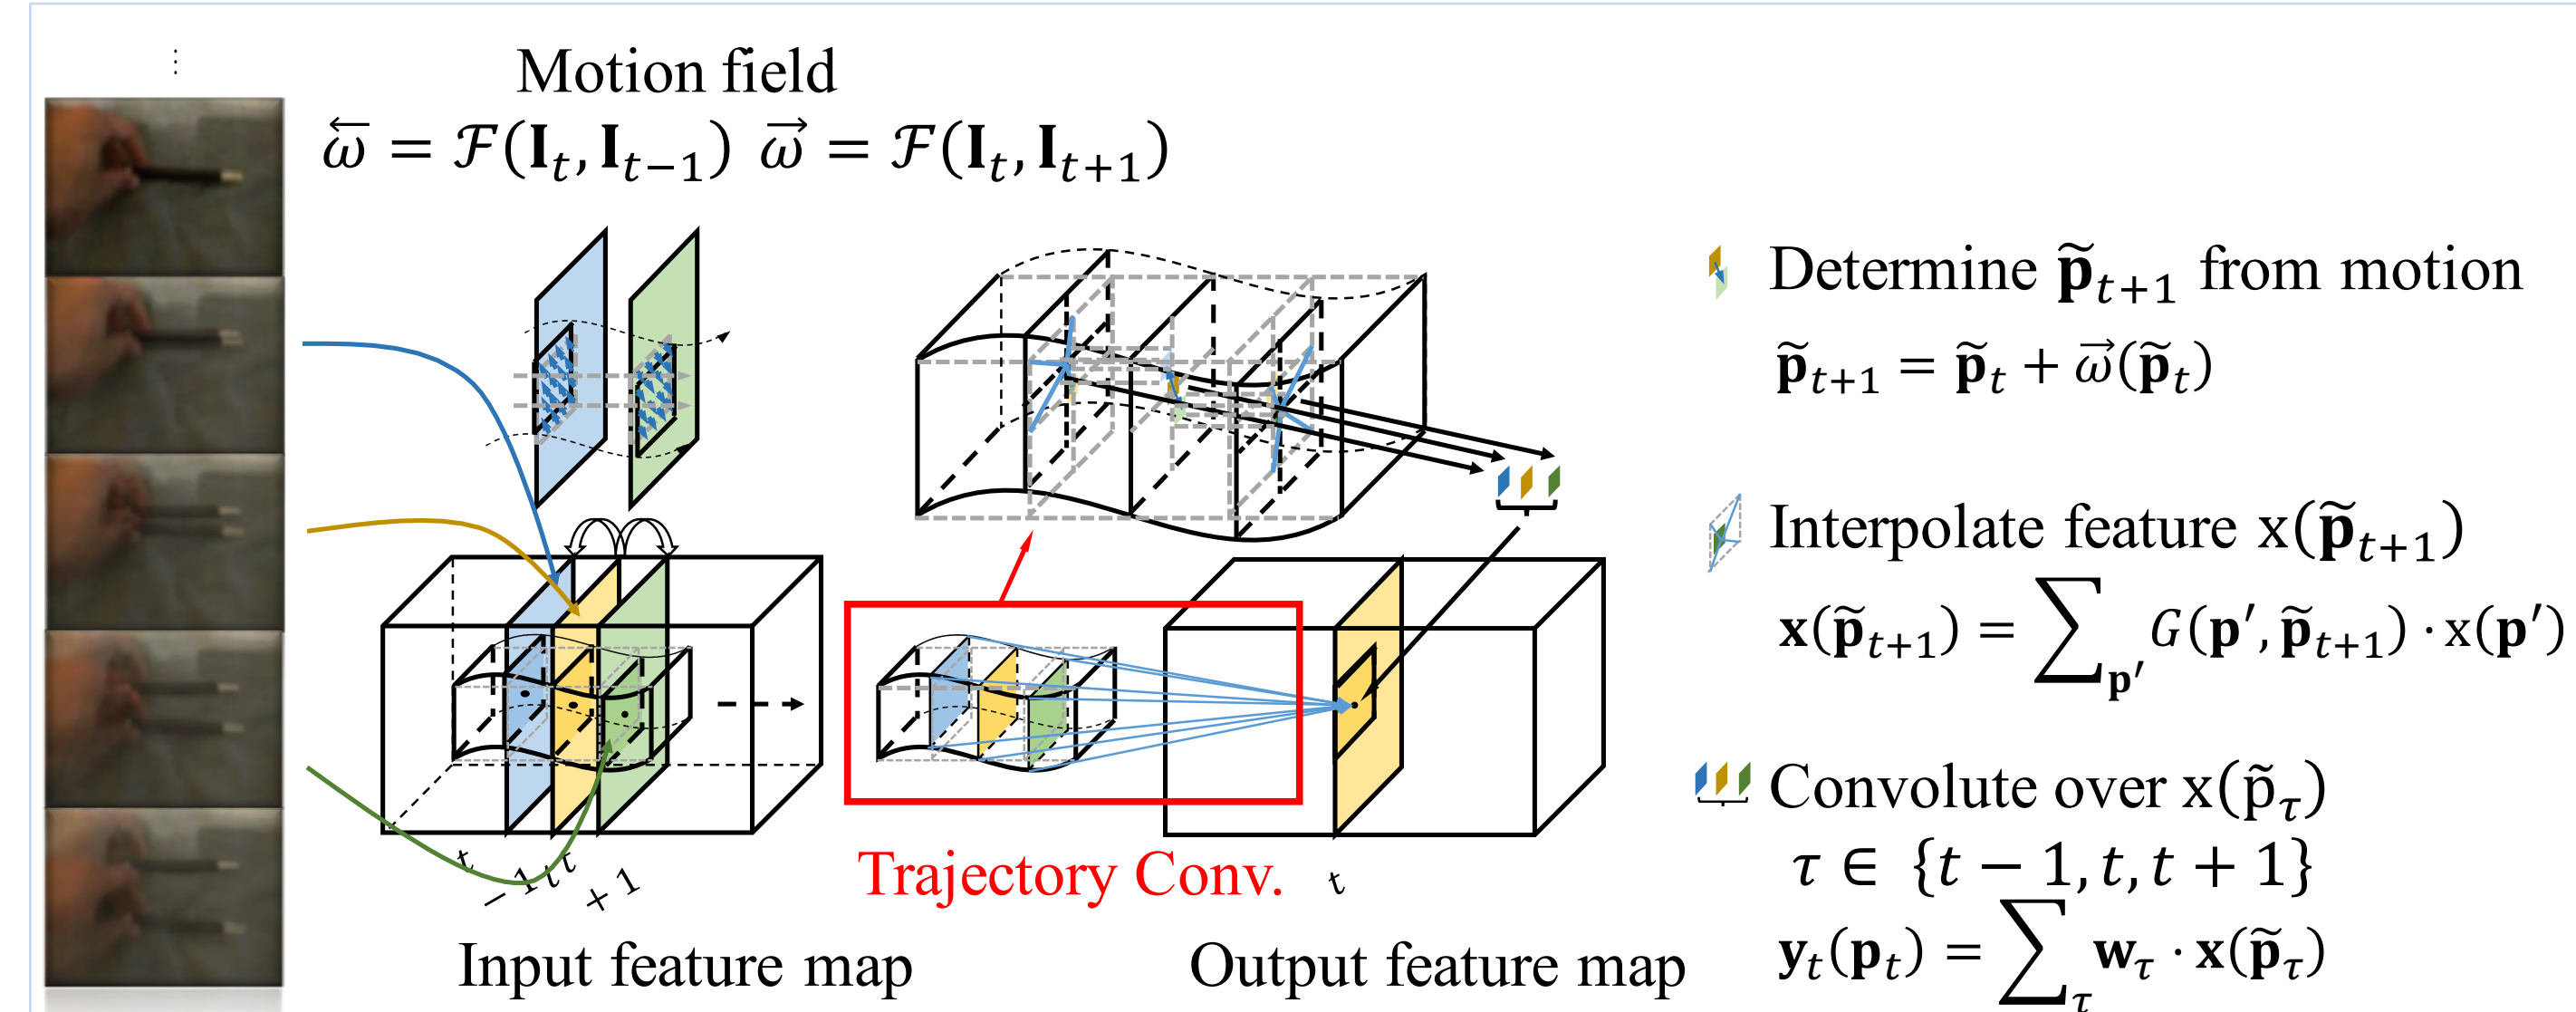 ⋮
Motion field
ω⃖ = ℱ(I_t, I_{t−1}) ω⃗ = ℱ(I_t, I_{t+1})
Determine p̃_{t+1} from motion
p̃_{t+1} = p̃_t + ω⃗(p̃_t)
Interpolate feature x(p̃_{t+1})
x(p̃_{t+1}) = ∑_{p′} G(p′, p̃_{t+1}) · x(p′)
Convolute over x(p̃_τ)
τ ∈ {t − 1, t, t + 1}
y_t(p_t) = ∑_τ w_τ · x(p̃_τ)
t − 1 t t + 1
Trajectory Conv.
t
Input feature map
Output feature map